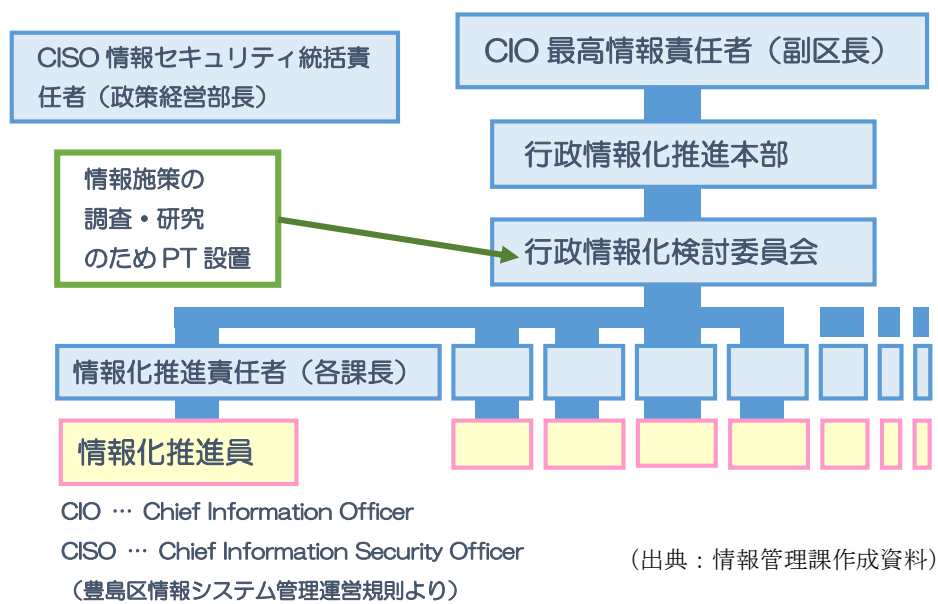 CISO 情報セキュリティ統括責
任者（政策経営部長）
CIO 最高情報責任者（副区長）
行政情報化推進本部
情報施策の
調査・研究
のため PT 設置
行政情報化検討委員会
情報化推進責任者（各課長）
情報化推進員
CIO … Chief Information Officer
CISO … Chief Information Security Officer
（豊島区情報システム管理運営規則より）
（出典：情報管理課作成資料）